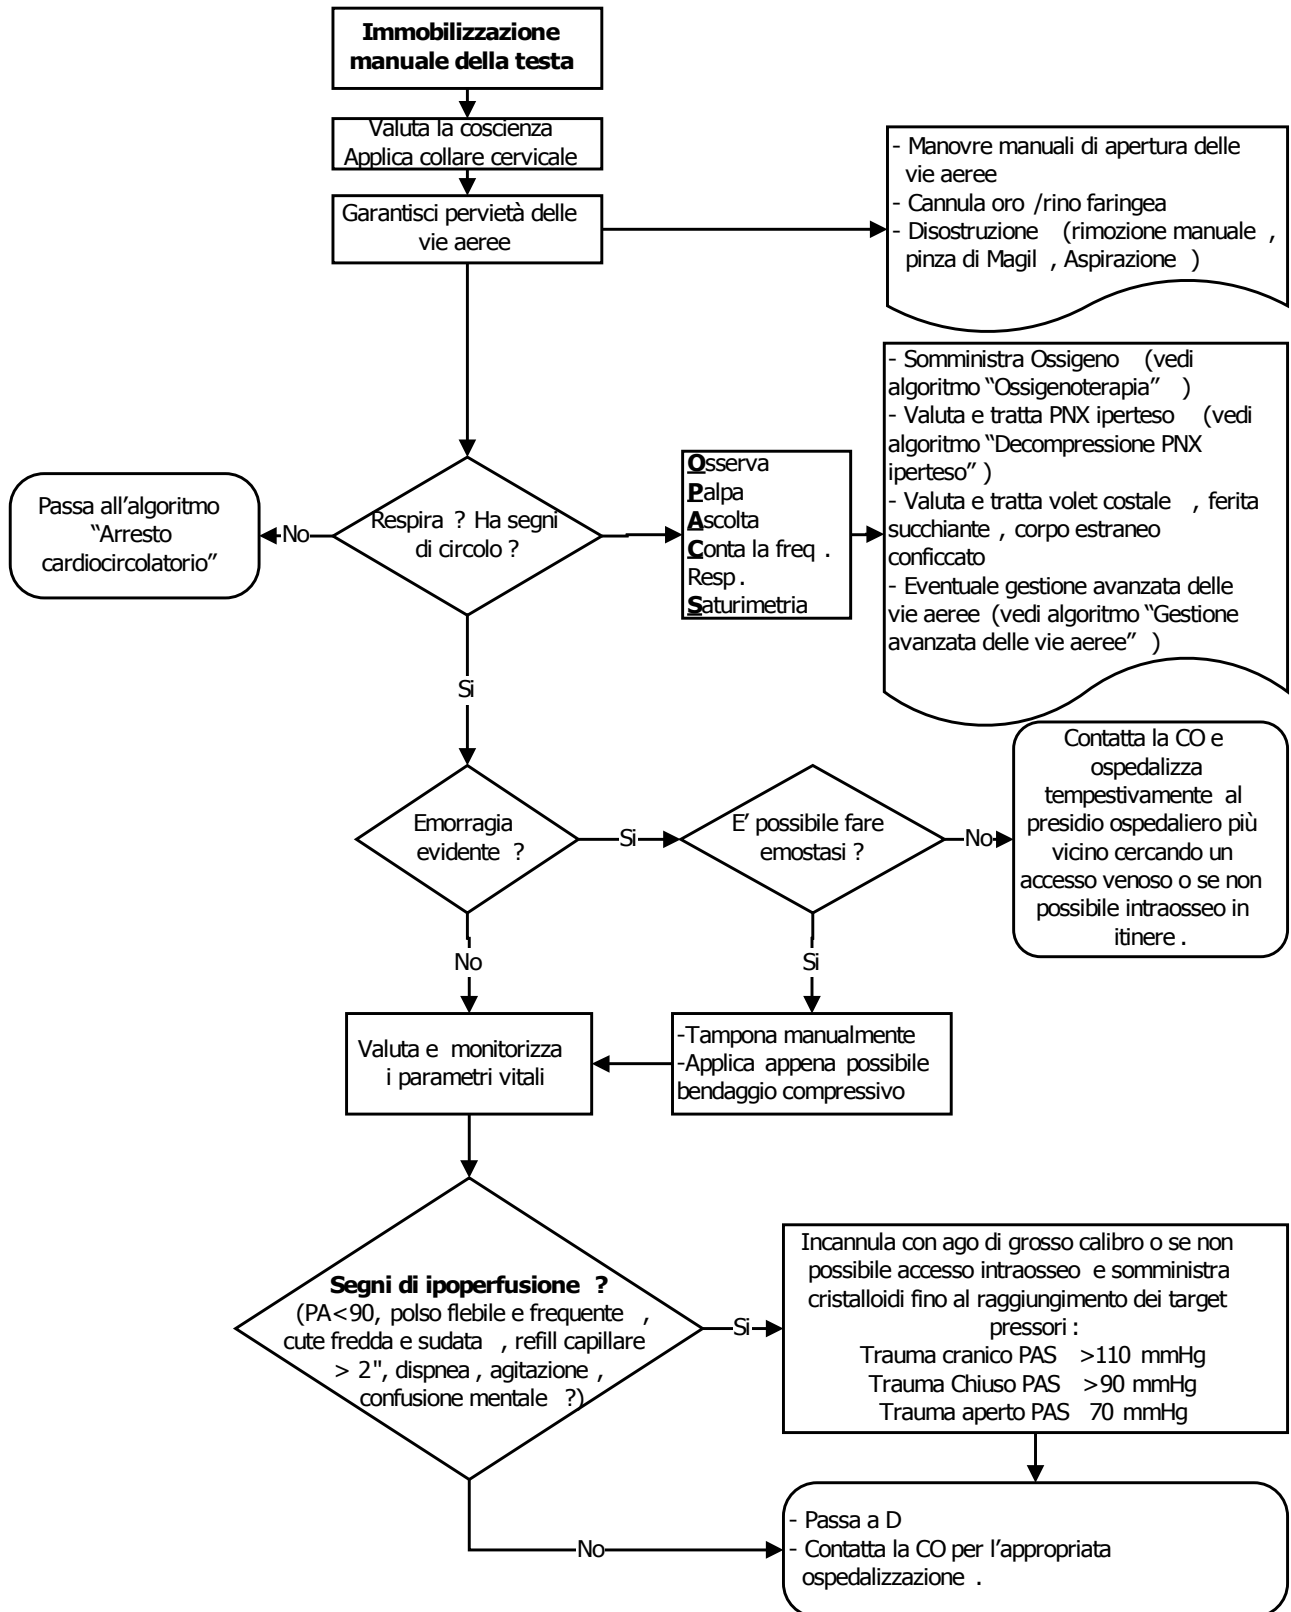 Immobilizzazione
manuale della testa
Valuta la coscienza
Applica collare cervicale
Garantisci pervietà delle
vie aeree
- Manovre manuali di apertura delle
vie aeree
- Cannula oro /rino faringea
- Disostruzione (rimozione manuale ,
pinza di Magil , Aspirazione )
Respira ? Ha segni
di circolo ?
No
Passa all'algoritmo
"Arresto
cardiocircolatorio"
Osserva
Palpa
Ascolta
Conta la freq .
Resp.
Saturimetria
- Somministra Ossigeno (vedi
algoritmo "Ossigenoterapia" )
- Valuta e tratta PNX iperteso (vedi
algoritmo "Decompressione PNX
iperteso" )
- Valuta e tratta volet costale , ferita
succhiante , corpo estraneo
conficcato
- Eventuale gestione avanzata delle
vie aeree (vedi algoritmo "Gestione
avanzata delle vie aeree" )
Si
Emorragia
evidente ?
Si
E' possibile fare
emostasi ?
No
Contatta la CO e
ospedalizza
tempestivamente al
presidio ospedaliero più
vicino cercando un
accesso venoso o se non
possibile intraosseo in
itinere .
No
Si
Valuta e monitorizza
i parametri vitali
-Tampona manualmente
-Applica appena possibile
bendaggio compressivo
Segni di ipoperfusione ?
(PA<90, polso flebile e frequente ,
cute fredda e sudata , refill capillare
> 2", dispnea , agitazione ,
confusione mentale ?)
Si
Incannula con ago di grosso calibro o se non
possibile accesso intraosseo e somministra
cristalloidi fino al raggiungimento dei target
pressori :
Trauma cranico PAS >110 mmHg
Trauma Chiuso PAS >90 mmHg
Trauma aperto PAS 70 mmHg
No
- Passa a D
- Contatta la CO per l'appropriata
ospedalizzazione .